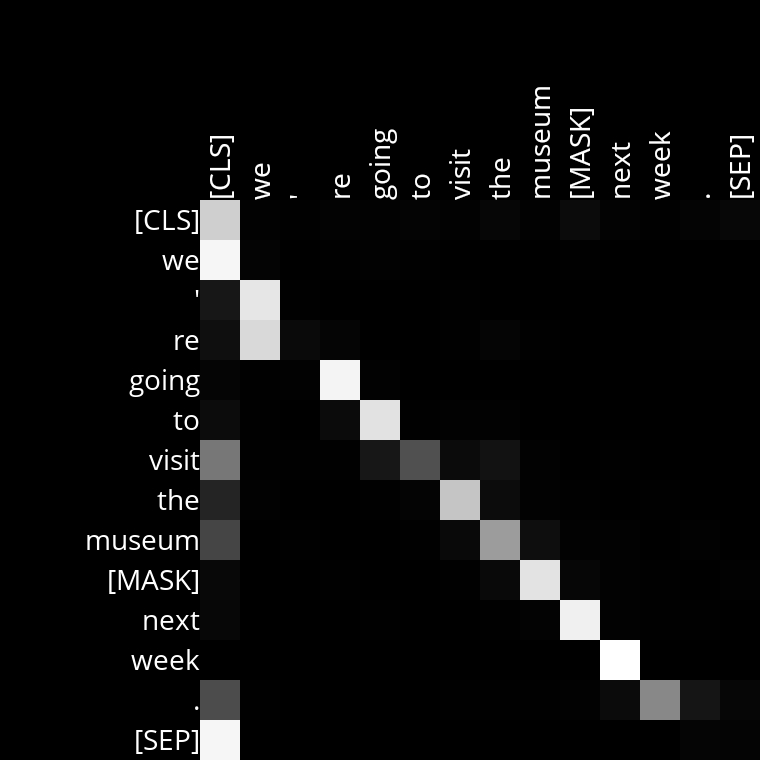 [CLS] we ' re going to visit the museum [MASK] next week . [SEP]
[CLS]
we
'
re
going
to
visit
the
museum
[MASK]
next
week
.
[SEP]